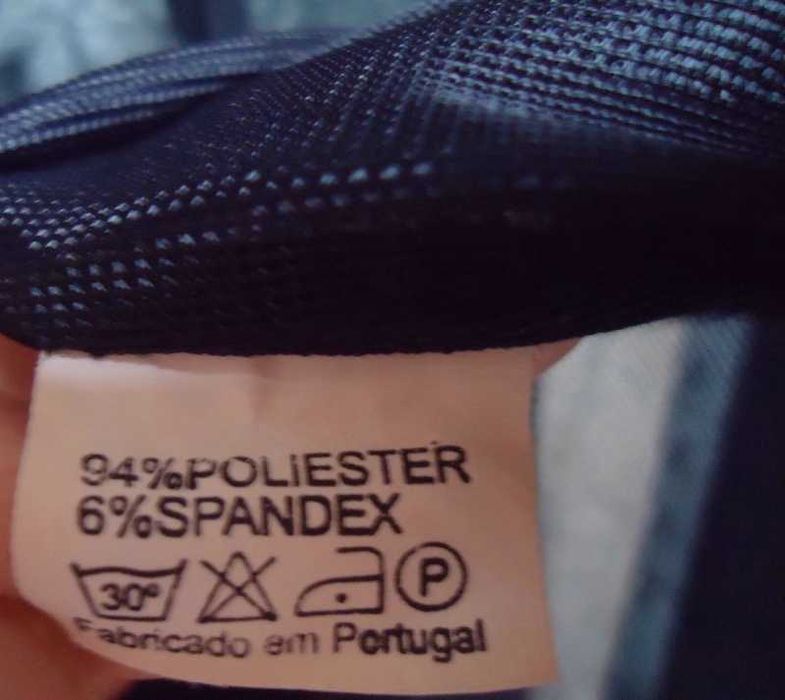 94%POLIESTER
6%SPANDEX
30° P
Fabricado em Portugal